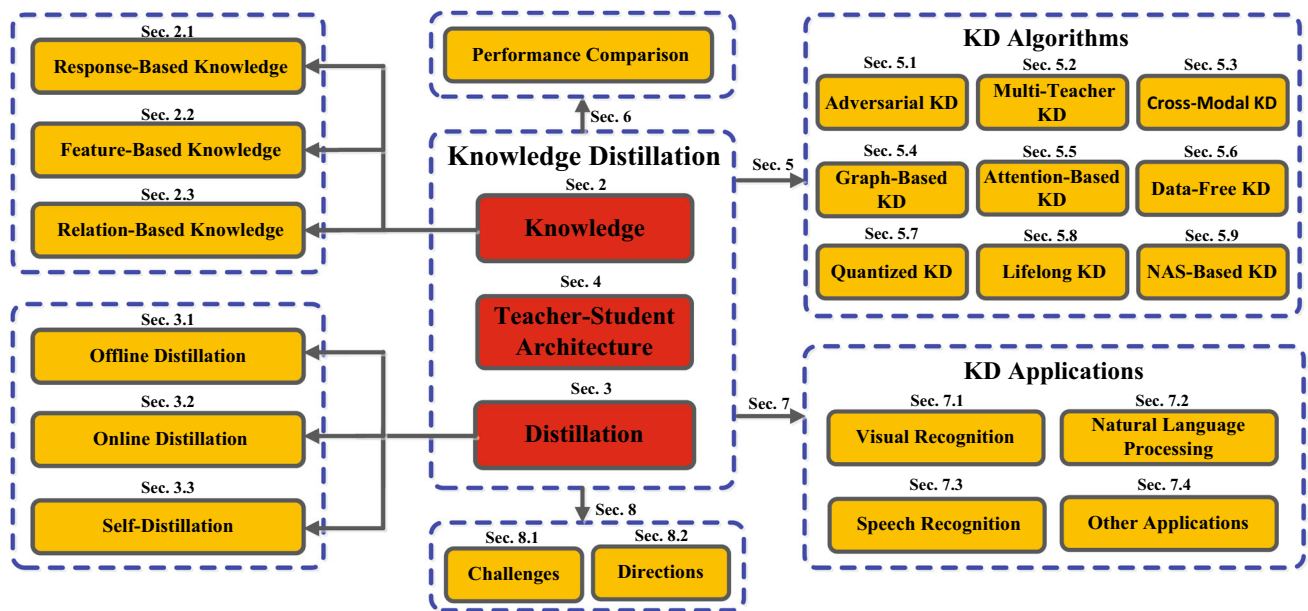 Sec. 2.1
Response-Based Knowledge
Sec. 2.2
Feature-Based Knowledge
Sec. 2.3
Relation-Based Knowledge
Sec. 3.1
Offline Distillation
Sec. 3.2
Online Distillation
Sec. 3.3
Self-Distillation
Performance Comparison
Sec. 6
Knowledge Distillation
Sec. 2
Knowledge
Sec. 4
Teacher-Student
Architecture
Sec. 3
Distillation
Sec. 8
Sec. 8.1
Challenges
Sec. 8.2
Directions
Sec. 5
KD Algorithms
Sec. 5.1
Adversarial KD
Sec. 5.2
Multi-Teacher
KD
Sec. 5.3
Cross-Modal KD
Sec. 5.4
Graph-Based
KD
Sec. 5.5
Attention-Based
KD
Sec. 5.6
Data-Free KD
Sec. 5.7
Quantized KD
Sec. 5.8
Lifelong KD
Sec. 5.9
NAS-Based KD
Sec. 7
KD Applications
Sec. 7.1
Visual Recognition
Sec. 7.2
Natural Language
Processing
Sec. 7.3
Speech Recognition
Sec. 7.4
Other Applications